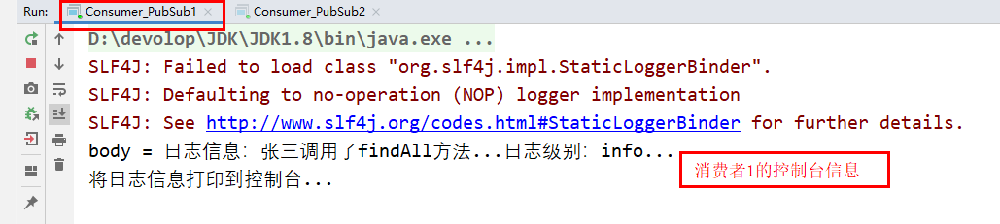 Run: Consumer_PubSub1 × Consumer_PubSub2 ×
D:\devolop\JDK\JDK1.8\bin\java.exe ...
SLF4J: Failed to load class "org.slf4j.impl.StaticLoggerBinder".
SLF4J: Defaulting to no-operation (NOP) logger implementation
SLF4J: See http://www.slf4j.org/codes.html#StaticLoggerBinder for further details.
body = 日志信息：张三调用了findAll方法...日志级别：info...
将日志信息打印到控制台...
消费者1的控制台信息